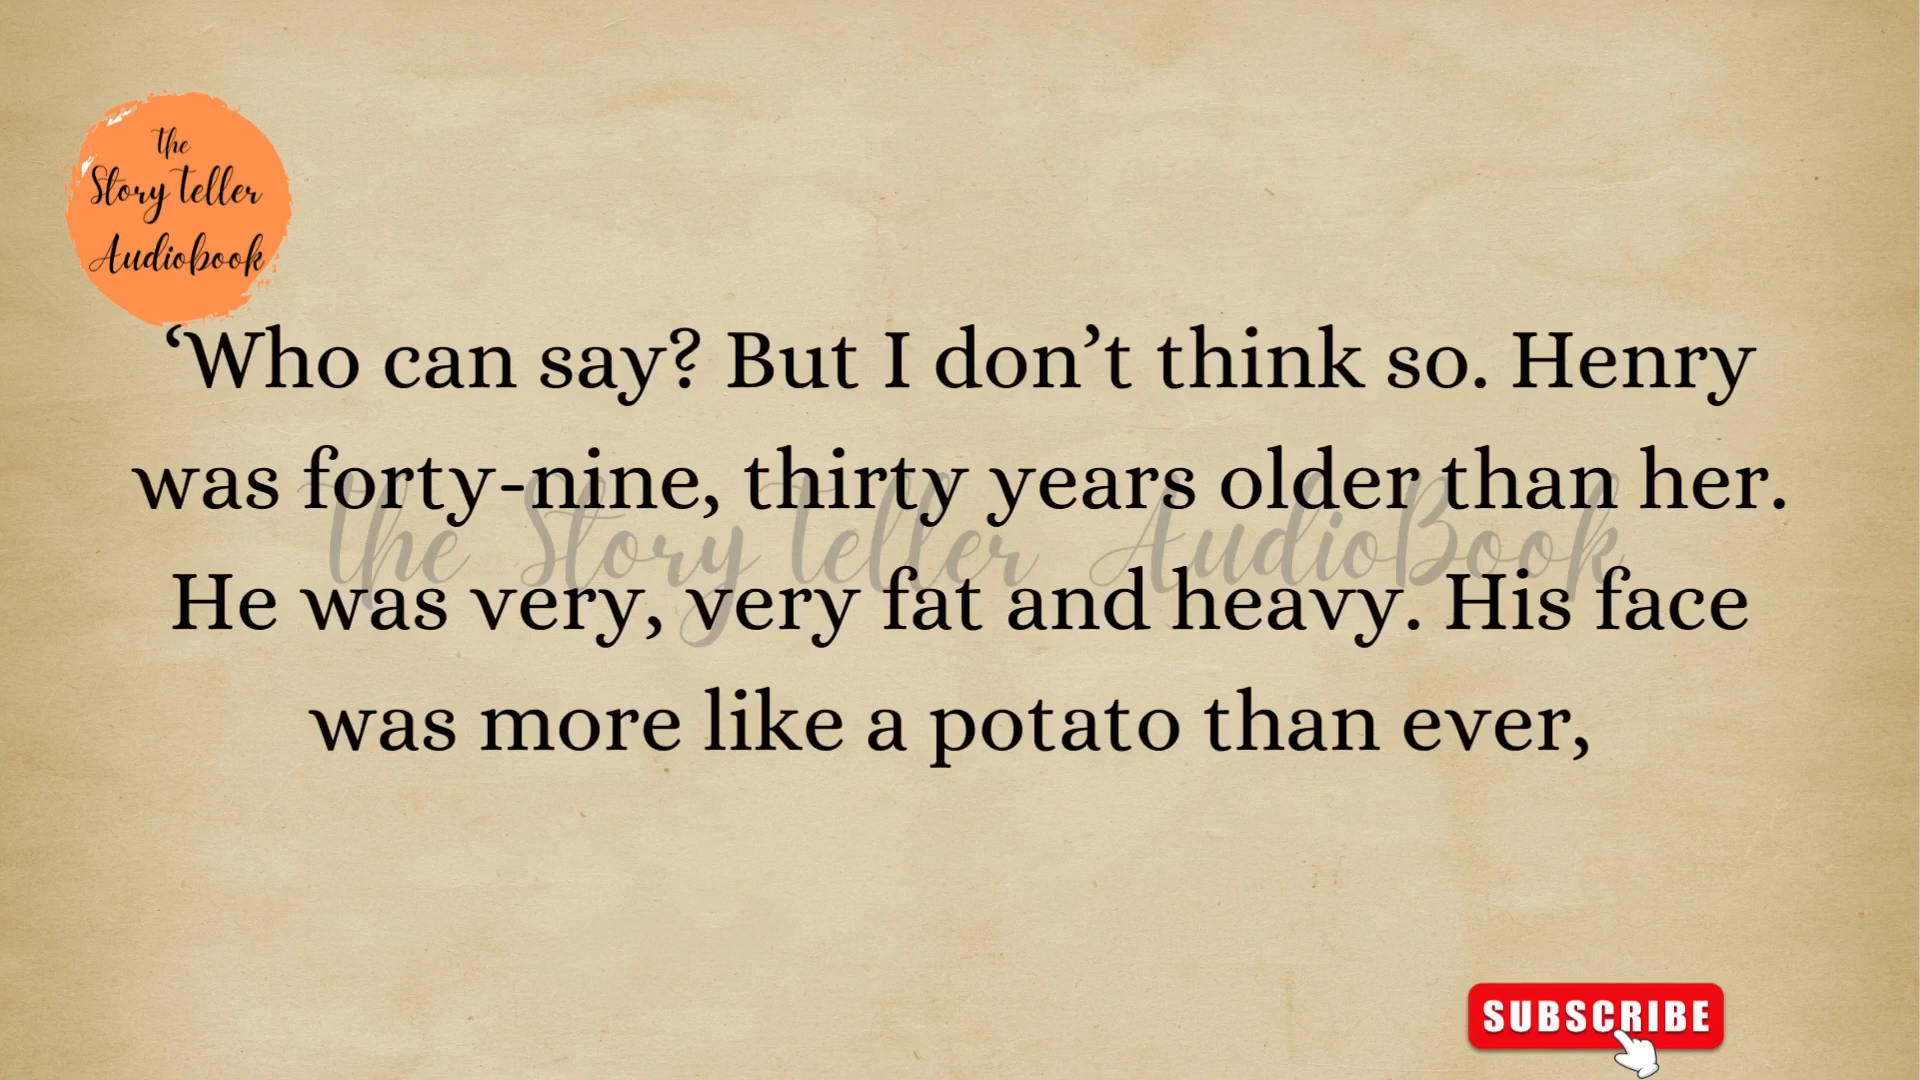 the
Story teller
Audiobook
‘Who can say? But I don’t think so. Henry
was forty-nine, thirty years older than her.
the Story teller AudioBook
He was very, very fat and heavy. His face
was more like a potato than ever,
SUBSCRIBE